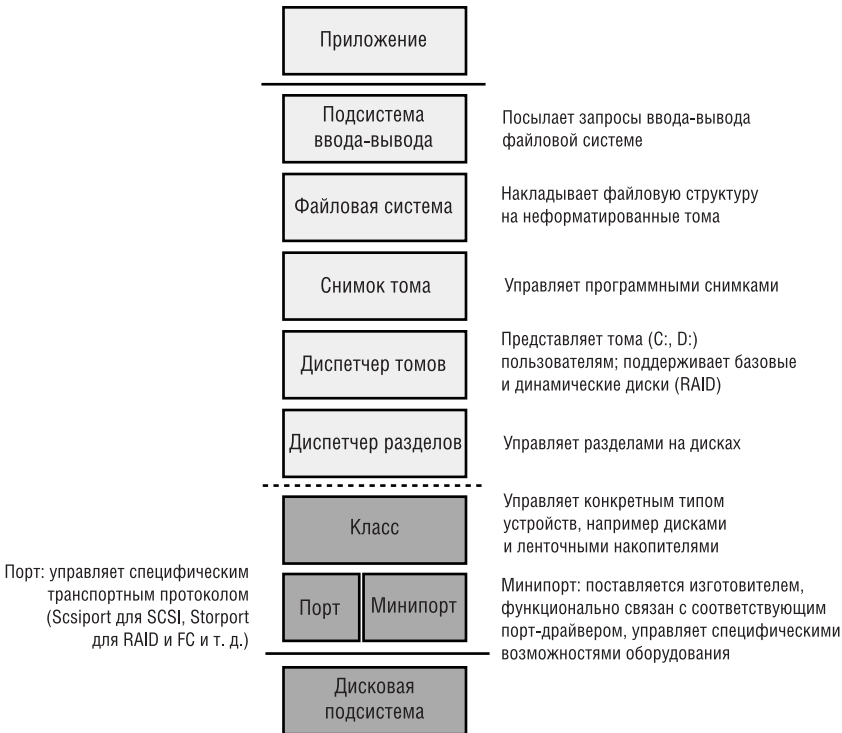 Приложение
Подсистема
ввода-вывода
Посылает запросы ввода-вывода
файловой системе
Файловая система
Накладывает файловую структуру
на неформатированные тома
Снимок тома
Управляет программными снимками
Диспетчер томов
Представляет тома (C:, D:)
пользователям; поддерживает базовые
и динамические диски (RAID)
Диспетчер разделов
Управляет разделами на дисках
Класс
Управляет конкретным типом
устройств, например дисками
и ленточными накопителями
Порт: управляет специфическим
транспортным протоколом
(Scsiport для SCSI, Storport
для RAID и FC и т. д.)
Порт
Минипорт
Минипорт: поставляется изготовителем,
функционально связан с соответствующим
порт-драйвером, управляет специфическими
возможностями оборудования
Дисковая
подсистема